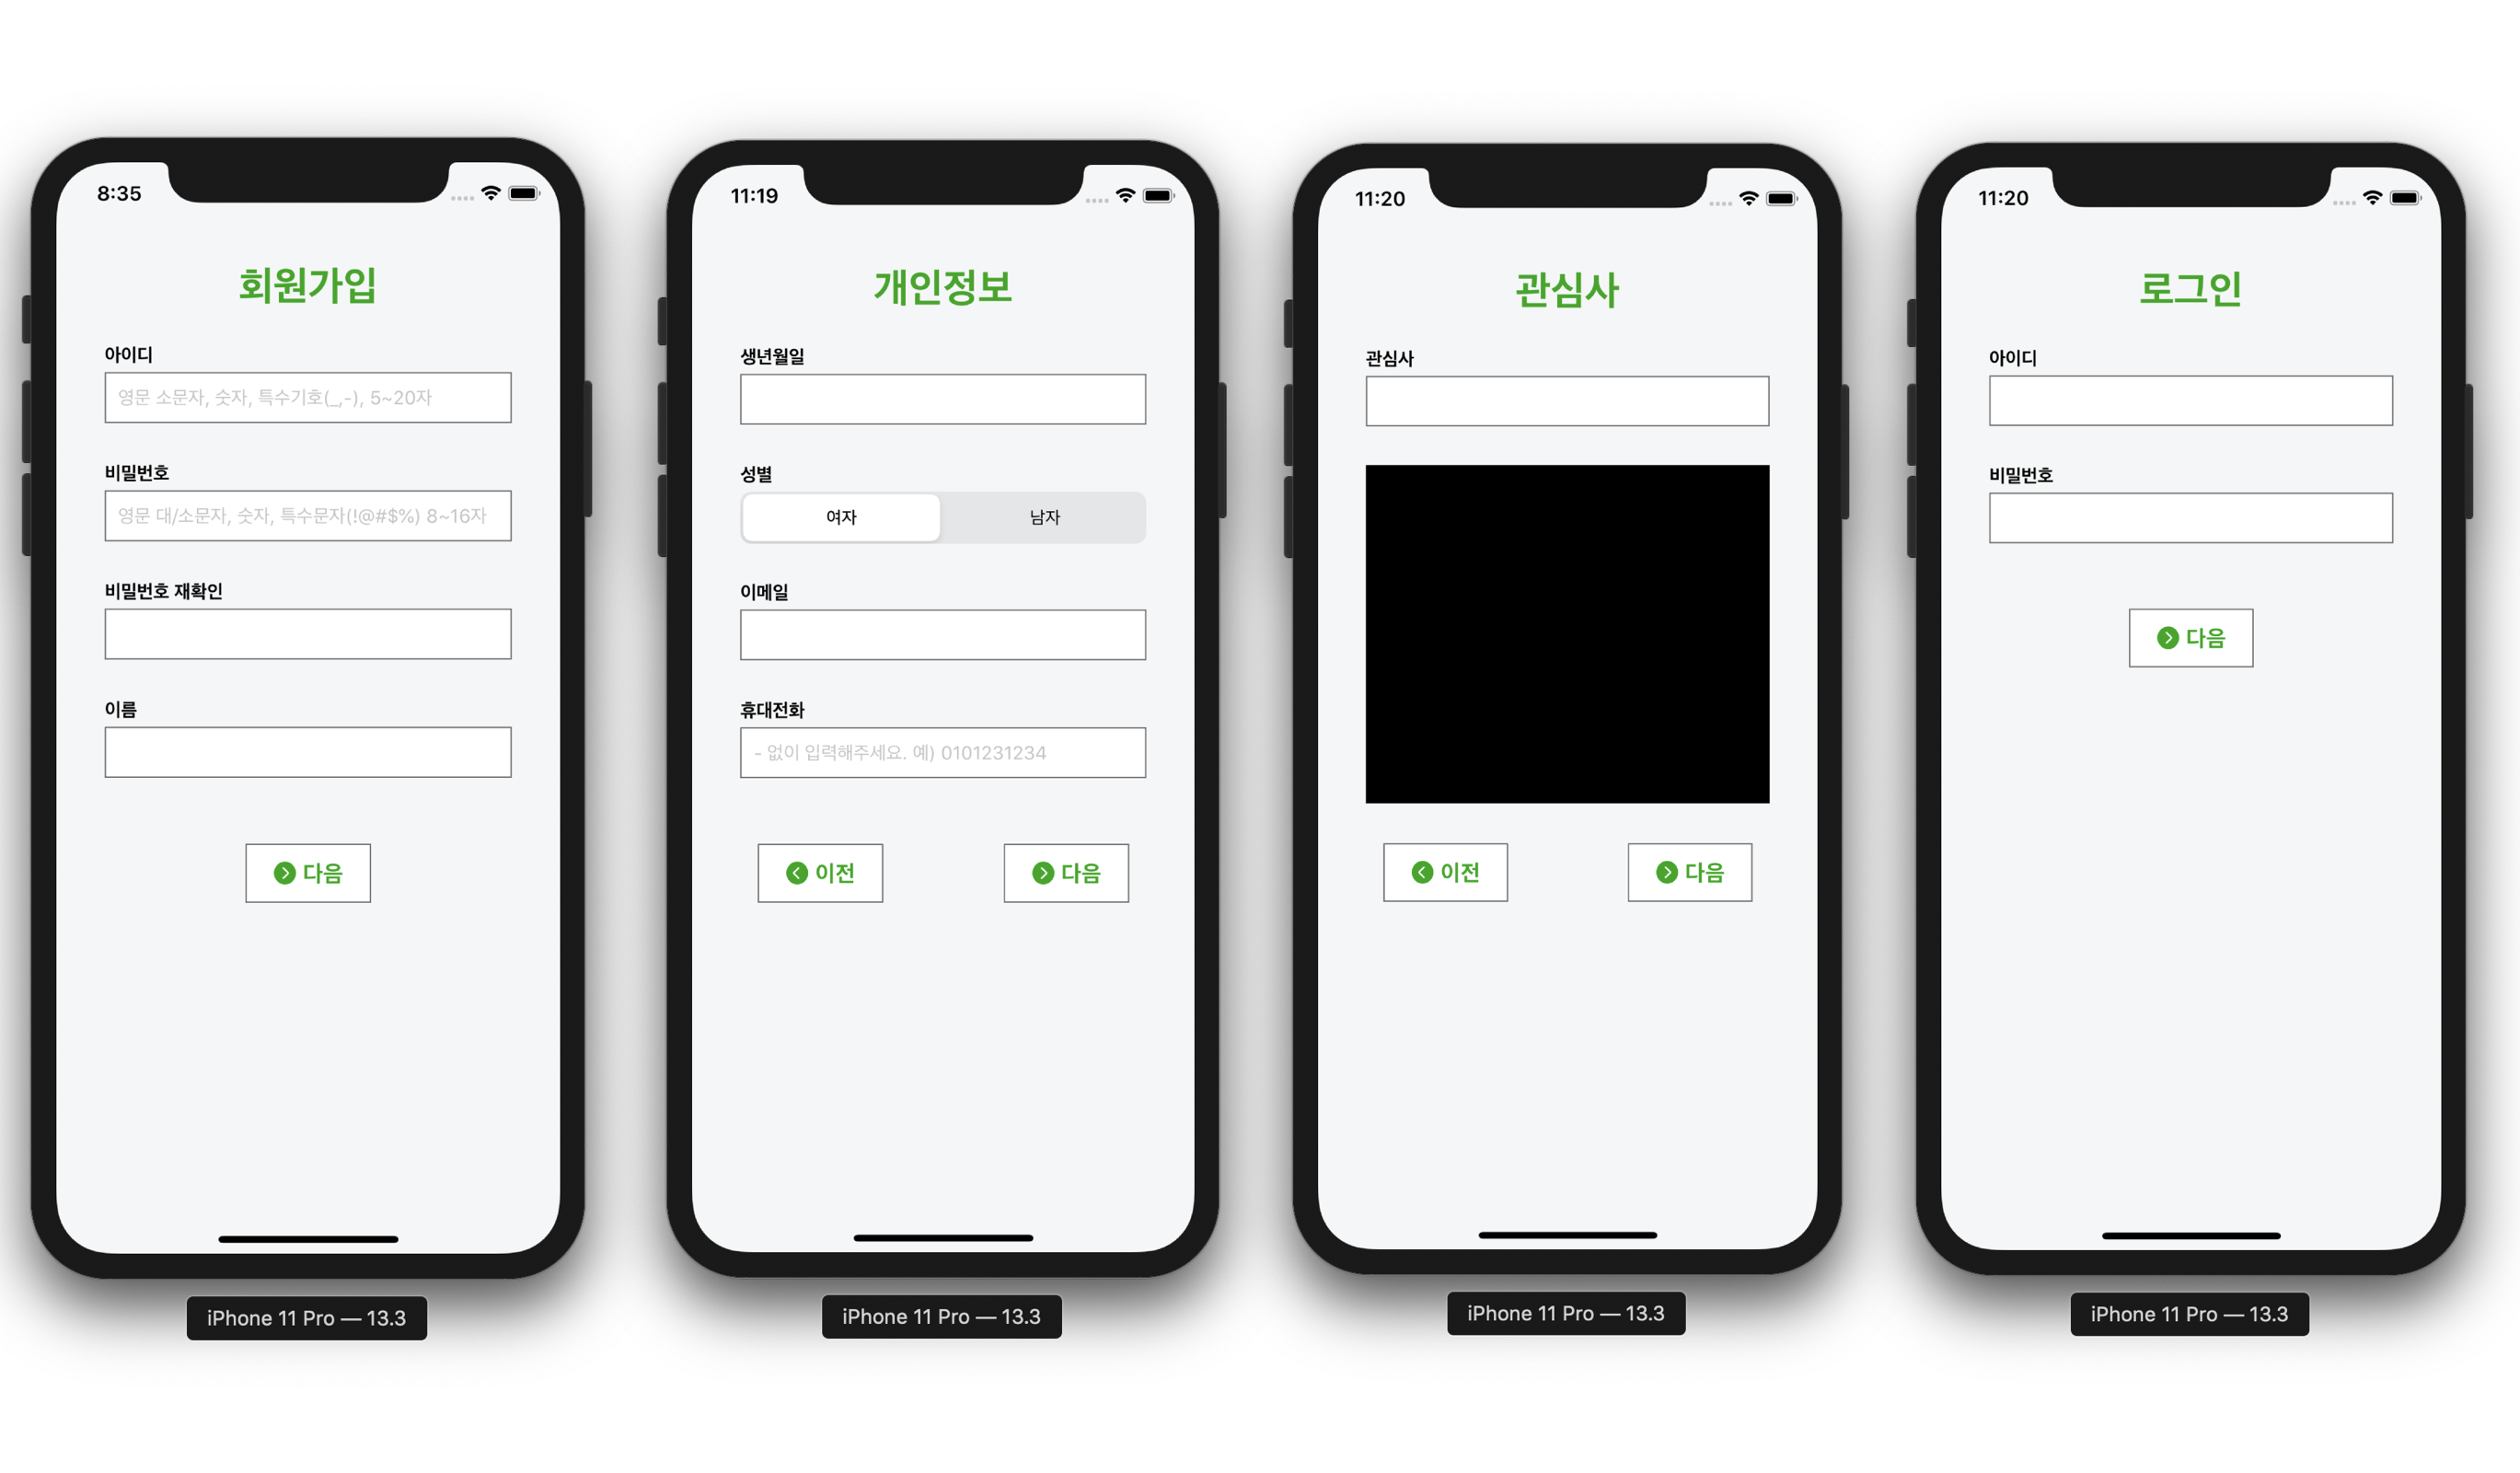 8:35
회원가입
아이디
영문 소문자, 숫자, 특수기호(_,-), 5~20자
비밀번호
영문 대/소문자, 숫자, 특수문자(!@#$%) 8~16자
비밀번호 재확인
이름
다음
iPhone 11 Pro — 13.3
11:19
개인정보
생년월일
성별
여자 남자
이메일
휴대전화
- 없이 입력해주세요. 예) 0101231234
이전 다음
iPhone 11 Pro — 13.3
11:20
관심사
관심사
이전 다음
iPhone 11 Pro — 13.3
11:20
로그인
아이디
비밀번호
다음
iPhone 11 Pro — 13.3